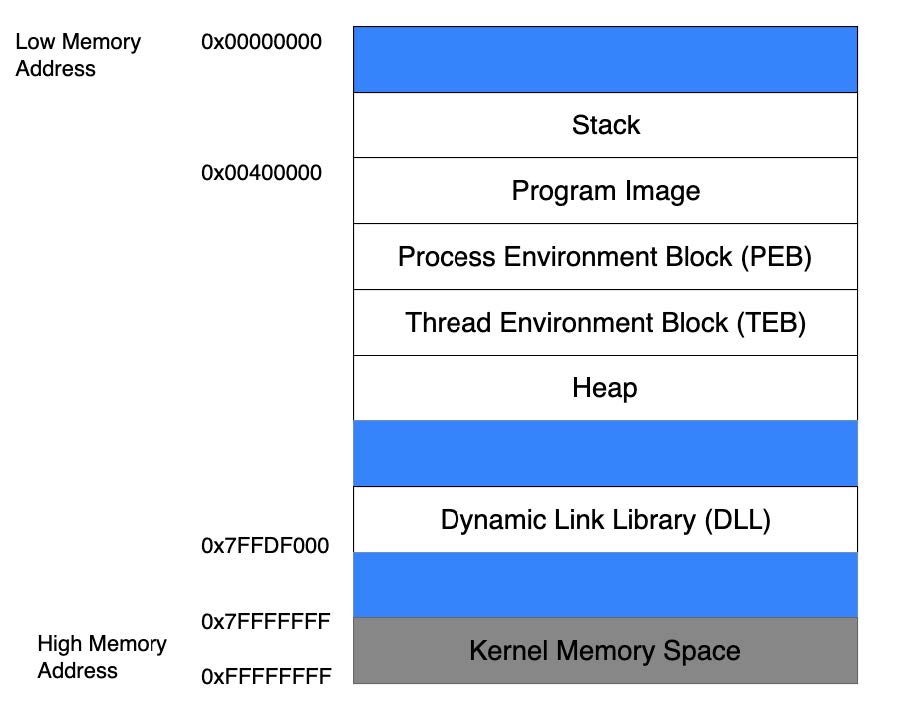 Low Memory
Address
0x00000000
Stack
0x00400000
Program Image
Process Environment Block (PEB)
Thread Environment Block (TEB)
Heap
Dynamic Link Library (DLL)
0x7FFDF000
0x7FFFFFFF
High Memory
Address
Kernel Memory Space
0xFFFFFFFF